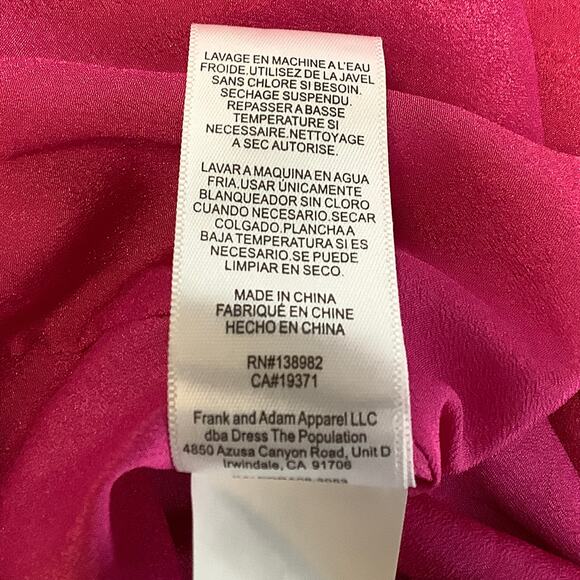 LAVAGE EN MACHINE A L'EAU
FROIDE.UTILISEZ DE LA JAVEL
SANS CHLORE SI BESOIN.
SECHAGE SUSPENDU.
REPASSER A BASSE
TEMPERATURE SI
NECESSAIRE.NETTOYAGE
A SEC AUTORISE.
LAVAR A MAQUINA EN AGUA
FRIA.USAR ÚNICAMENTE
BLANQUEADOR SIN CLORO
CUANDO NECESARIO.SECAR
COLGADO.PLANCHA A
BAJA TEMPERATURA SI ES
NECESARIO.SE PUEDE
LIMPIAR EN SECO.
MADE IN CHINA
FABRIQUÉ EN CHINE
HECHO EN CHINA
RN#138982
CA#19371
Frank and Adam Apparel LLC
dba Dress The Population
4850 Azusa Canyon Road, Unit D
Irwindale, CA 91706